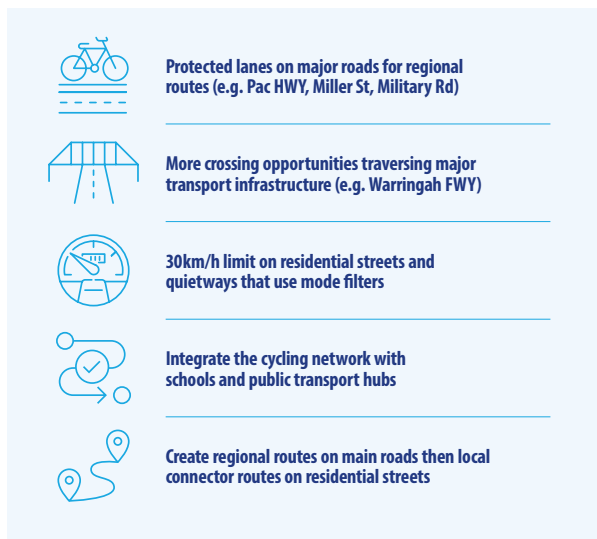 Protected lanes on major roads for regional
routes (e.g. Pac HWY, Miller St, Military Rd)
More crossing opportunities traversing major
transport infrastructure (e.g. Warringah FWY)
30km/h limit on residential streets and
quietways that use mode filters
Integrate the cycling network with
schools and public transport hubs
Create regional routes on main roads then local
connector routes on residential streets